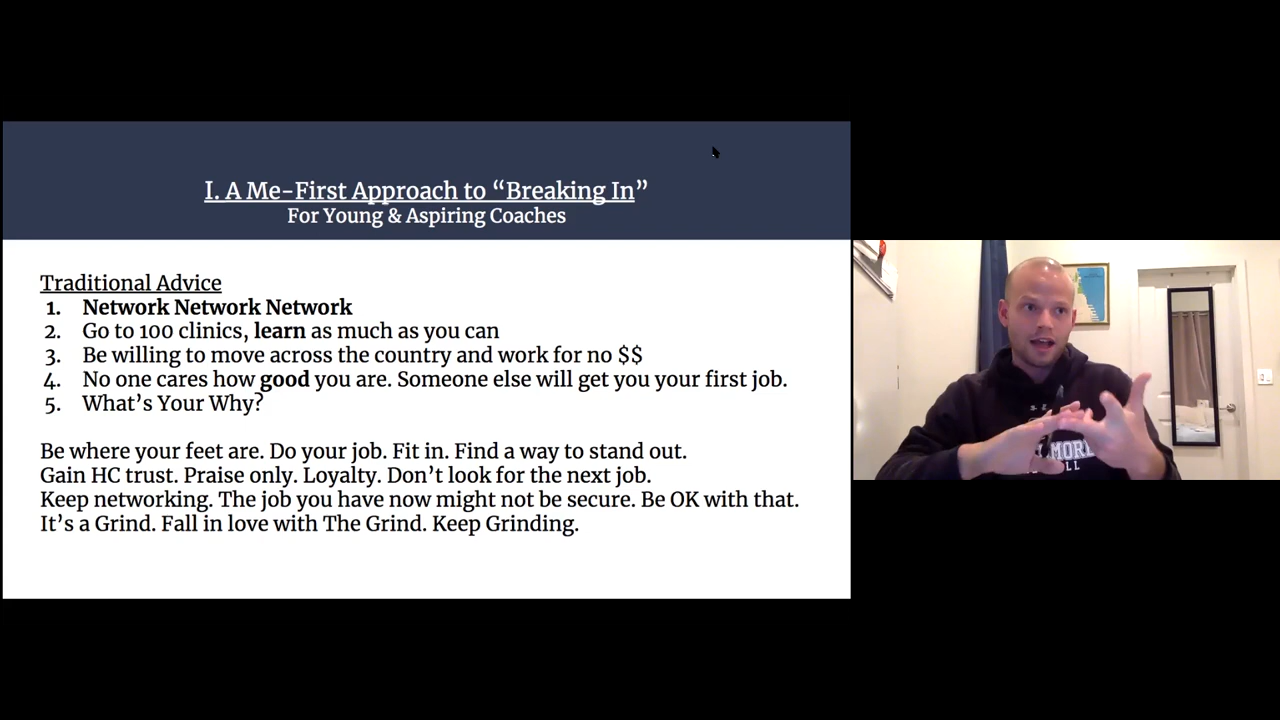 I. A Me-First Approach to “Breaking In”
For Young & Aspiring Coaches
Traditional Advice
1. Network Network Network
2. Go to 100 clinics, learn as much as you can
3. Be willing to move across the country and work for no $$
4. No one cares how good you are. Someone else will get you your first job.
5. What’s Your Why?
Be where your feet are. Do your job. Fit in. Find a way to stand out.
Gain HC trust. Praise only. Loyalty. Don’t look for the next job.
Keep networking. The job you have now might not be secure. Be OK with that.
It’s a Grind. Fall in love with The Grind. Keep Grinding.